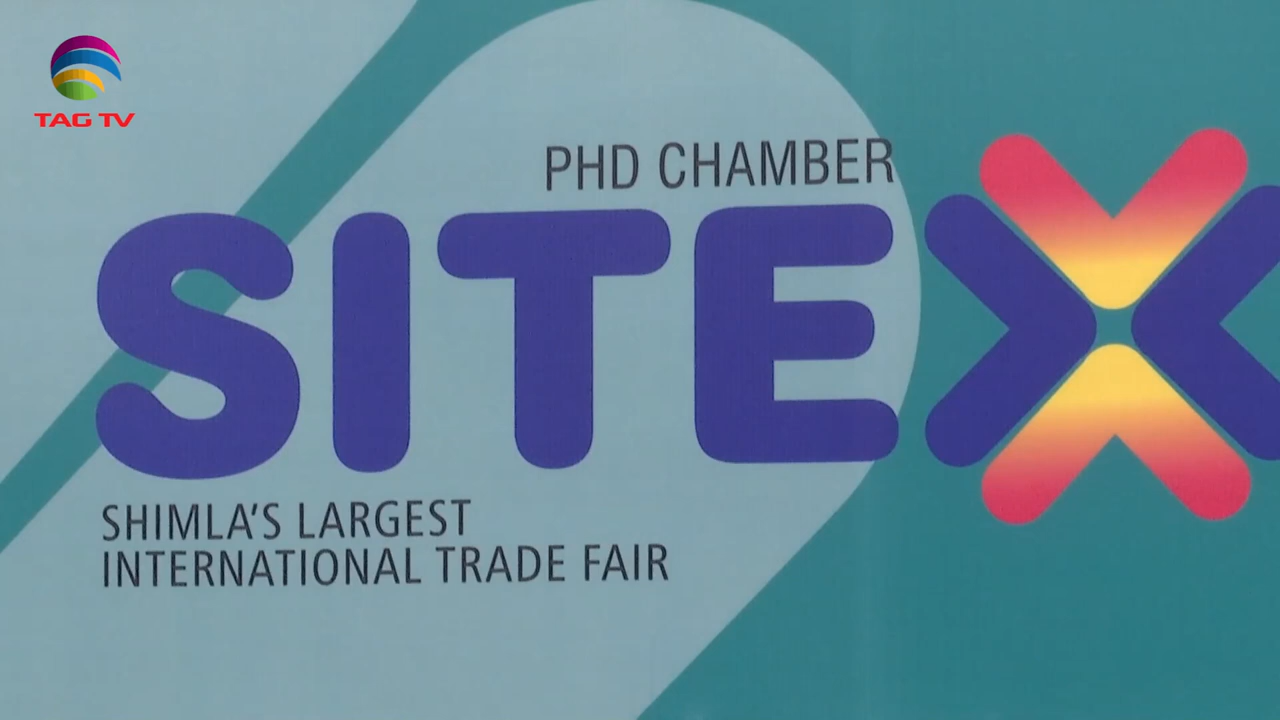 TAG TV
PHD CHAMBER
SITEX
SHIMLA'S LARGEST
INTERNATIONAL TRADE FAIR